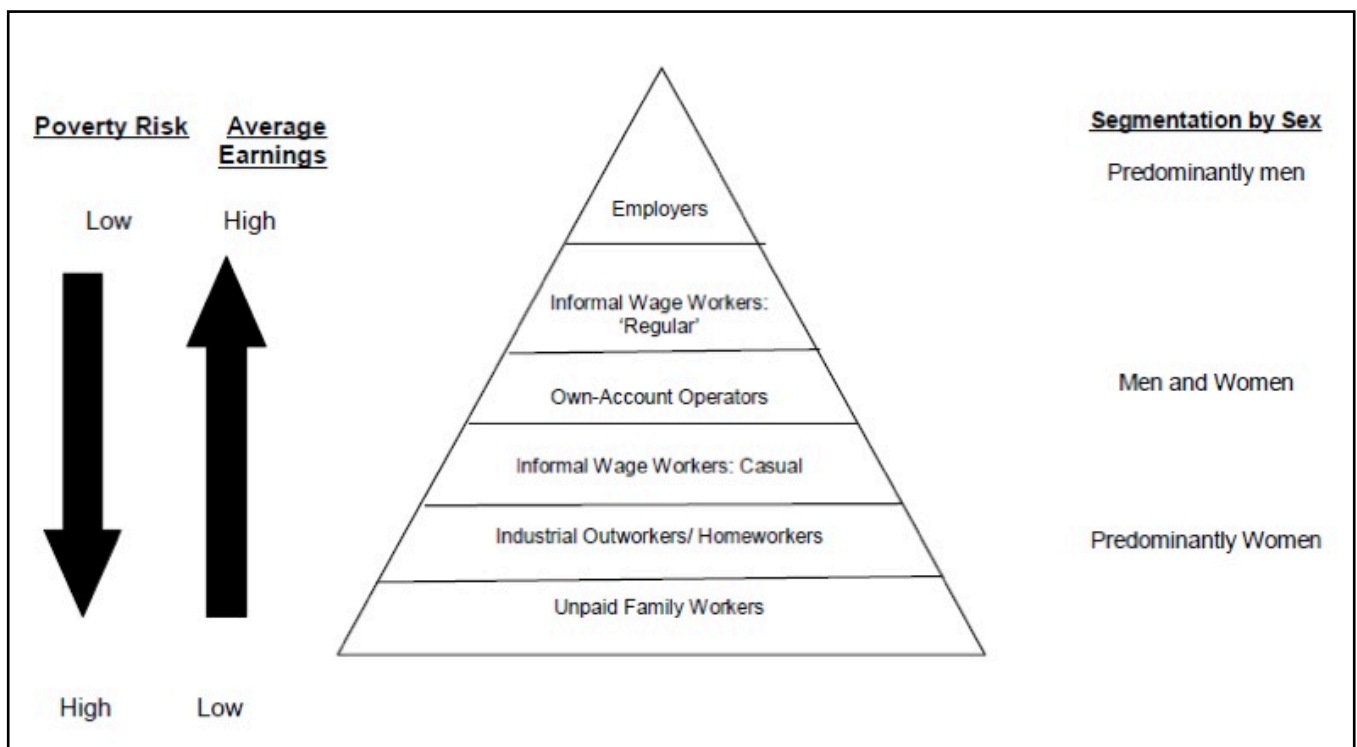 Poverty Risk
Average
Earnings
Low
High
High
Low
Employers
Informal Wage Workers:
‘Regular’
Own-Account Operators
Informal Wage Workers: Casual
Industrial Outworkers/ Homeworkers
Unpaid Family Workers
Segmentation by Sex
Predominantly men
Men and Women
Predominantly Women